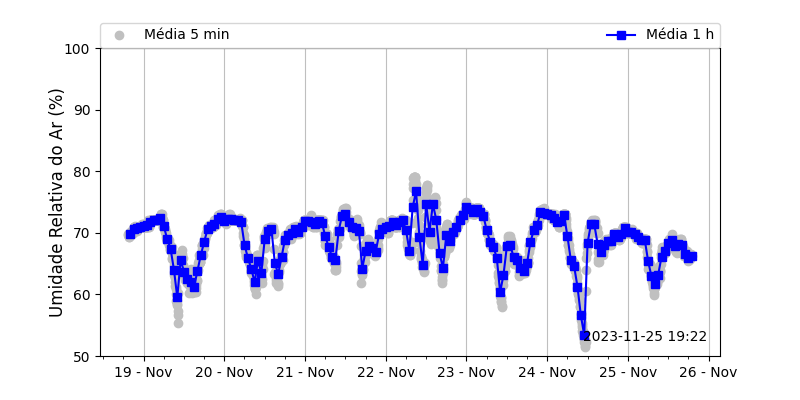 Média 5 min
Média 1 h
Umidade Relativa do Ar (%)
100
90
80
70
60
50
2023-11-25 19:22
19 - Nov
20 - Nov
21 - Nov
22 - Nov
23 - Nov
24 - Nov
25 - Nov
26 - Nov